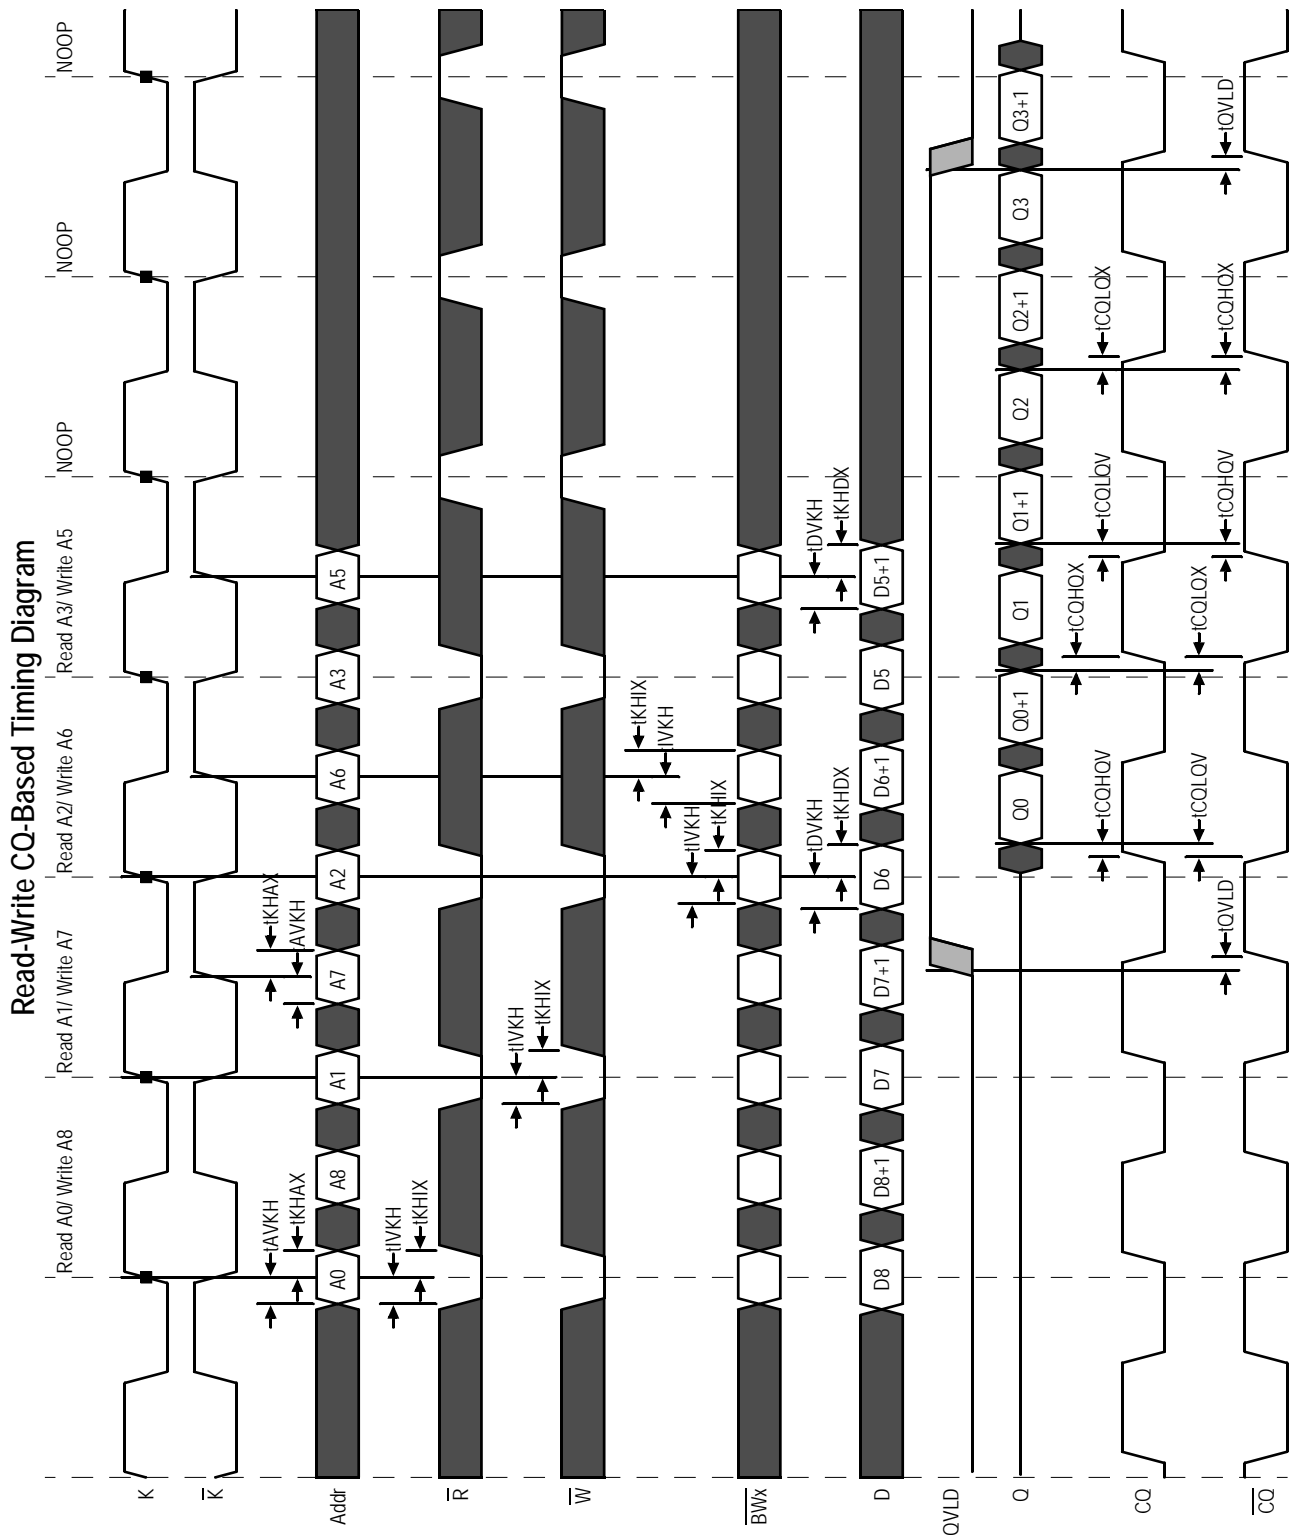 Read-Write CQ-Based Timing Diagram
Read A0/ Write A8
Read A1/ Write A7
Read A2/ Write A6
Read A3/ Write A5
NOOP
NOOP
NOOP
K
K̅
tAVKH
tKHAX
tKHAX
tAVKH
Addr
A0
A8
A1
A7
A2
A6
A3
A5
tIVKH
tKHIX
R̅
tIVKH
tKHIX
W̅
tKHIX
tIVKH
tIVKH
tKHIX
B̅W̅x̅
tDVKH
tDVKH
tKHDX
tKHDX
D
D8
D8+1
D7
D7+1
D6
D6+1
D5
D5+1
QVLD
Q
Q0
Q0+1
Q1
Q1+1
Q2
Q2+1
Q3
Q3+1
tCQHQX
tCQHQV
tCQLQV
tCQLQX
CQ
tCQLQV
tCQLQX
tQVLD
tCQHQV
tCQHQX
tQVLD
C̅Q̅